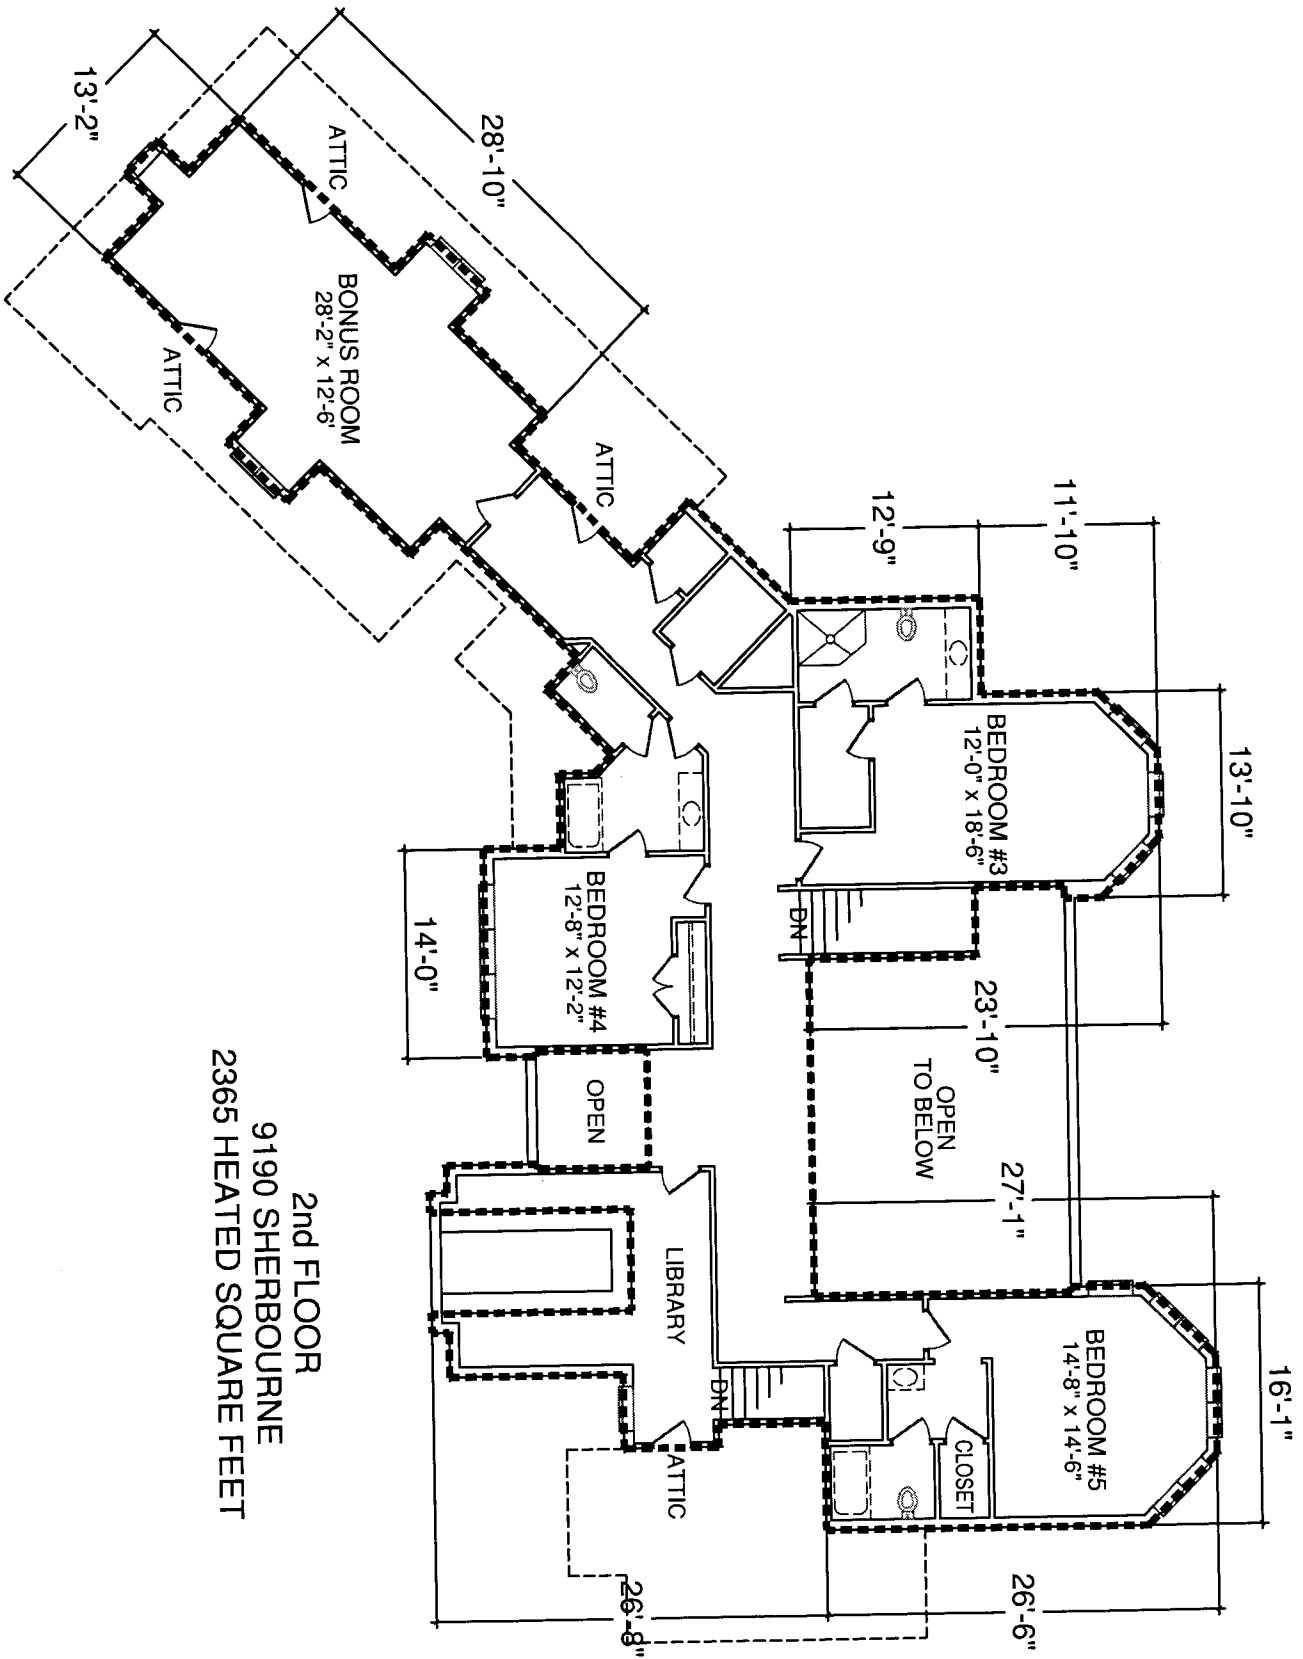 13'-2"
28'-10"
ATTIC
BONUS ROOM
28'-2" x 12'-6'
ATTIC
ATTIC
12'-9"
11'-10"
13'-10"
BEDROOM #3
12'-0" x 18'-6"
DN
BEDROOM #4
12'-8" x 12'-2"
14'-0"
23'-10"
OPEN
TO BELOW
OPEN
27'-1"
LIBRARY
DN
ATTIC
BEDROOM #5
14'-8" x 14'-6"
CLOSET
16'-1"
26'-6"
26'-8"
2nd FLOOR
9190 SHERBOURNE
2365 HEATED SQUARE FEET